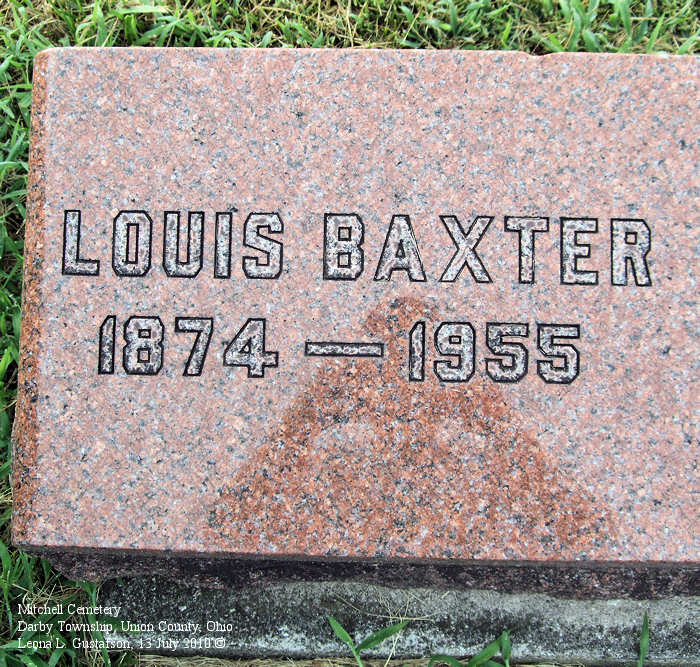 LOUIS BAXTER
1874 — 1955
Mitchell Cemetery
Darby Township, Union County, Ohio
Leona L. Gustafson, 13 July 2010 ©